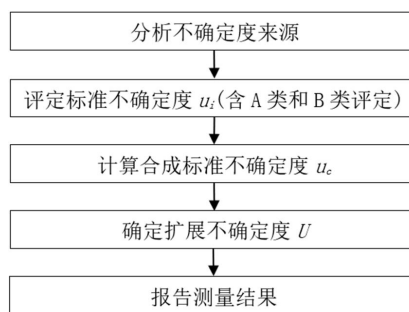 分析不确定度来源
评定标准不确定度 ui(含 A 类和 B 类评定)
计算合成标准不确定度 uc
确定扩展不确定度 U
报告测量结果